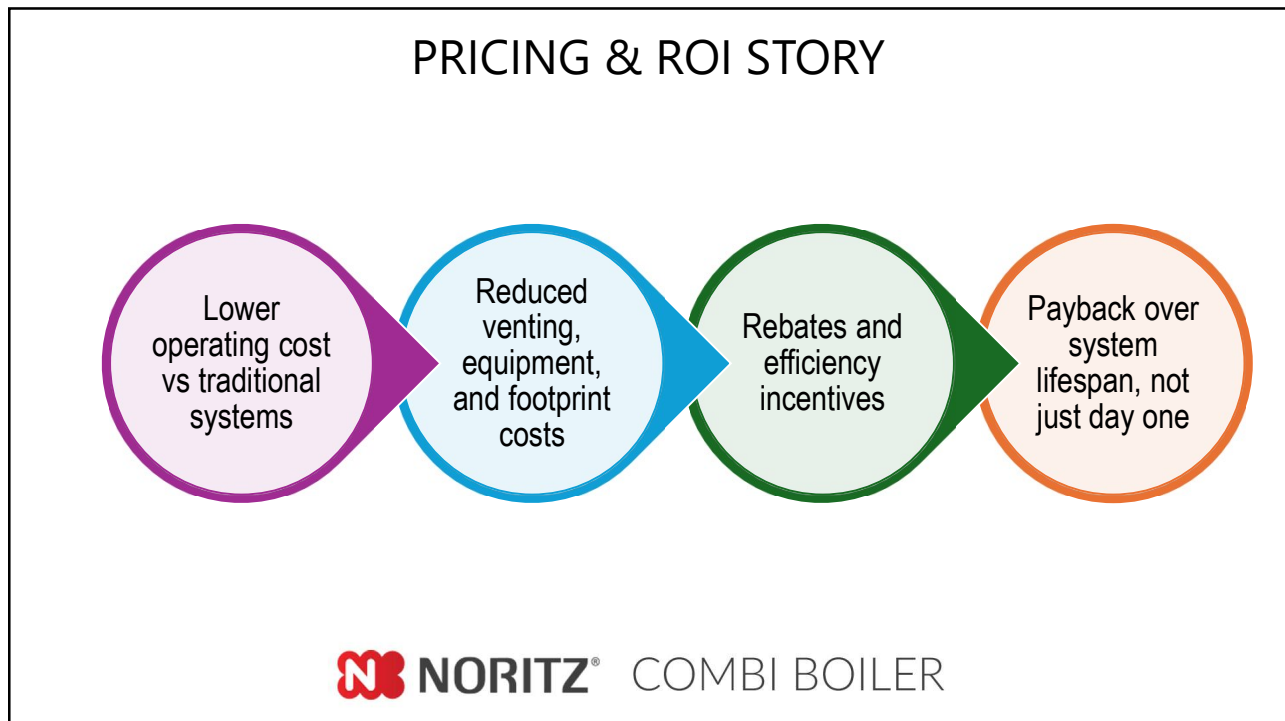 PRICING & ROI STORY
Lower
operating cost
vs traditional
systems
Reduced
venting,
equipment,
and footprint
costs
Rebates and
efficiency
incentives
Payback over
system
lifespan, not
just day one
NORITZ® COMBI BOILER